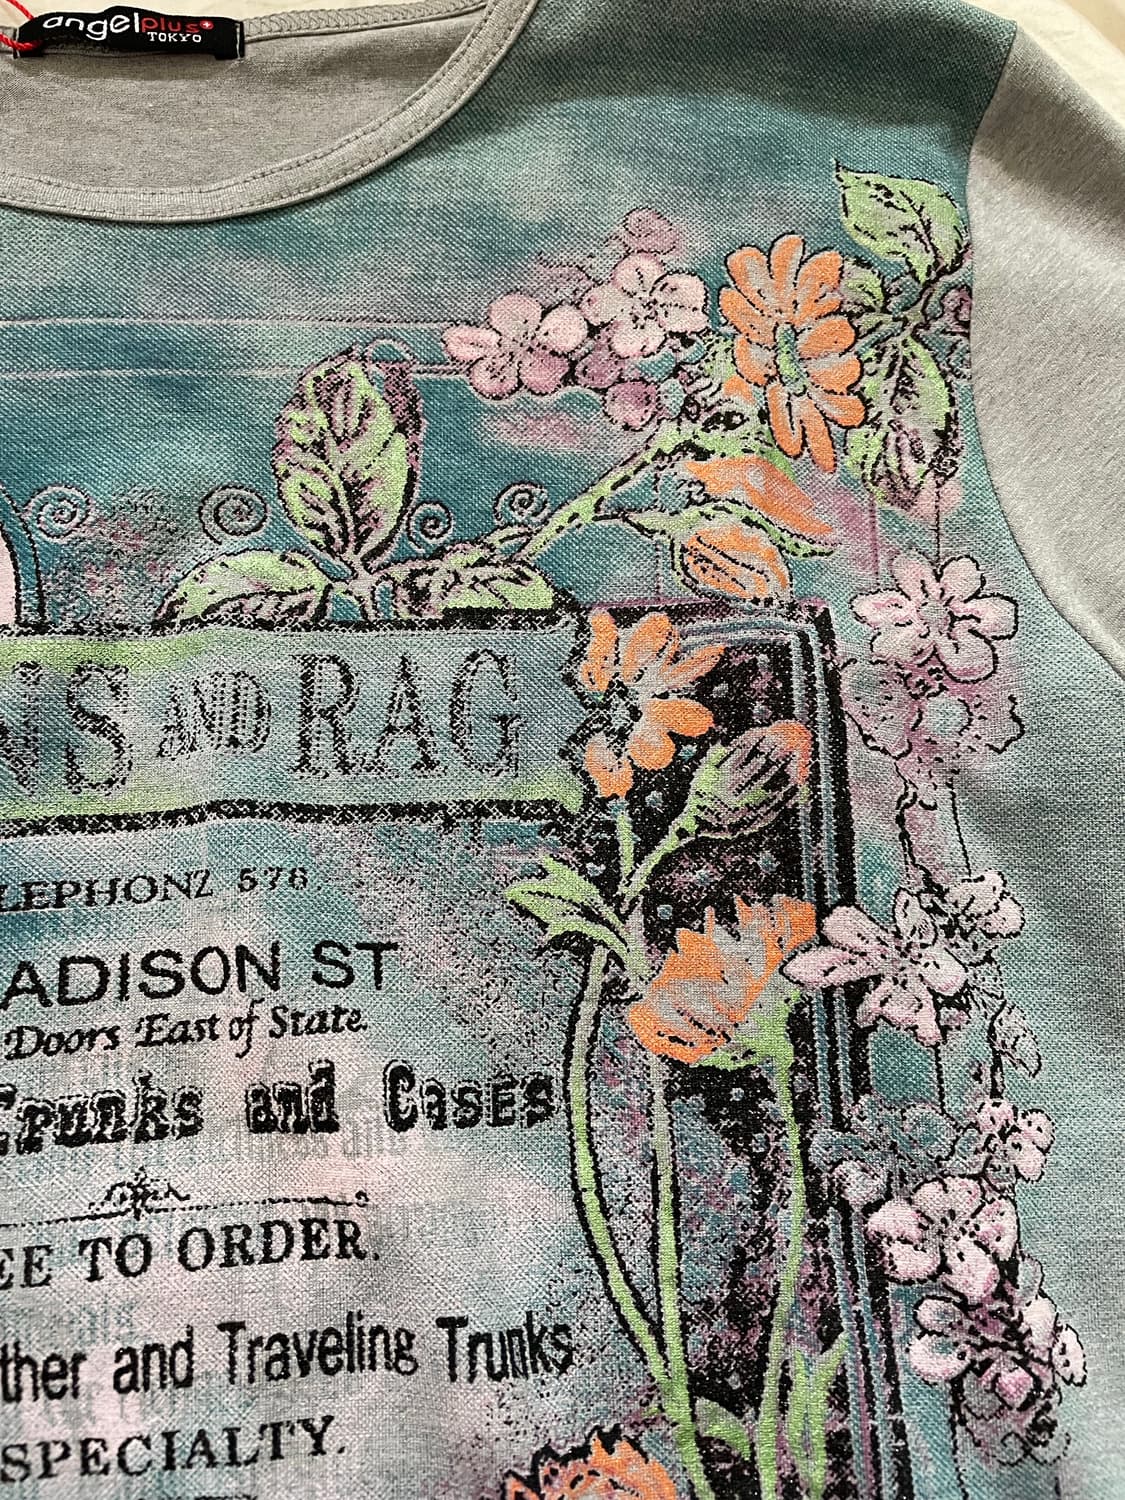 angelplus+
TOKYO
NS AND RAG
LEPHONZ 576
ADISON ST
Doors East of State
Trunks and Cases
EE TO ORDER.
ther and Traveling Trunks
SPECIALTY.